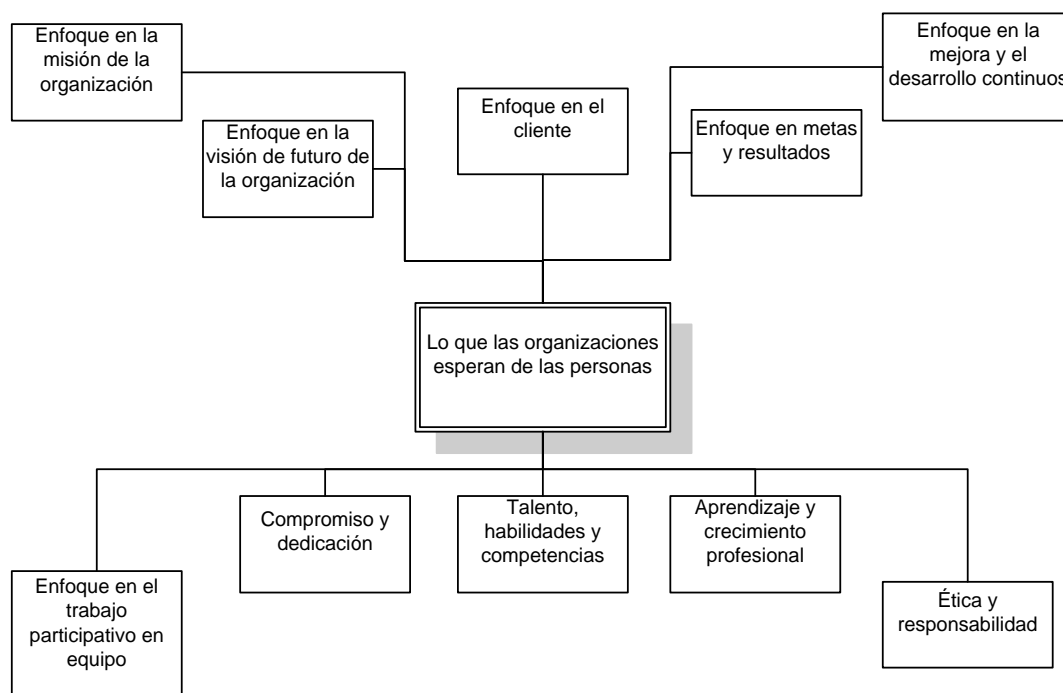 Enfoque en la
misión de la
organización
Enfoque en la
visión de futuro de
la organización
Enfoque en el
cliente
Enfoque en metas
y resultados
Enfoque en la
mejora y el
desarrollo continuos
Lo que las organizaciones
esperan de las personas
Enfoque en el
trabajo
participativo en
equipo
Compromiso y
dedicación
Talento,
habilidades y
competencias
Aprendizaje y
crecimiento
profesional
Ética y
responsabilidad